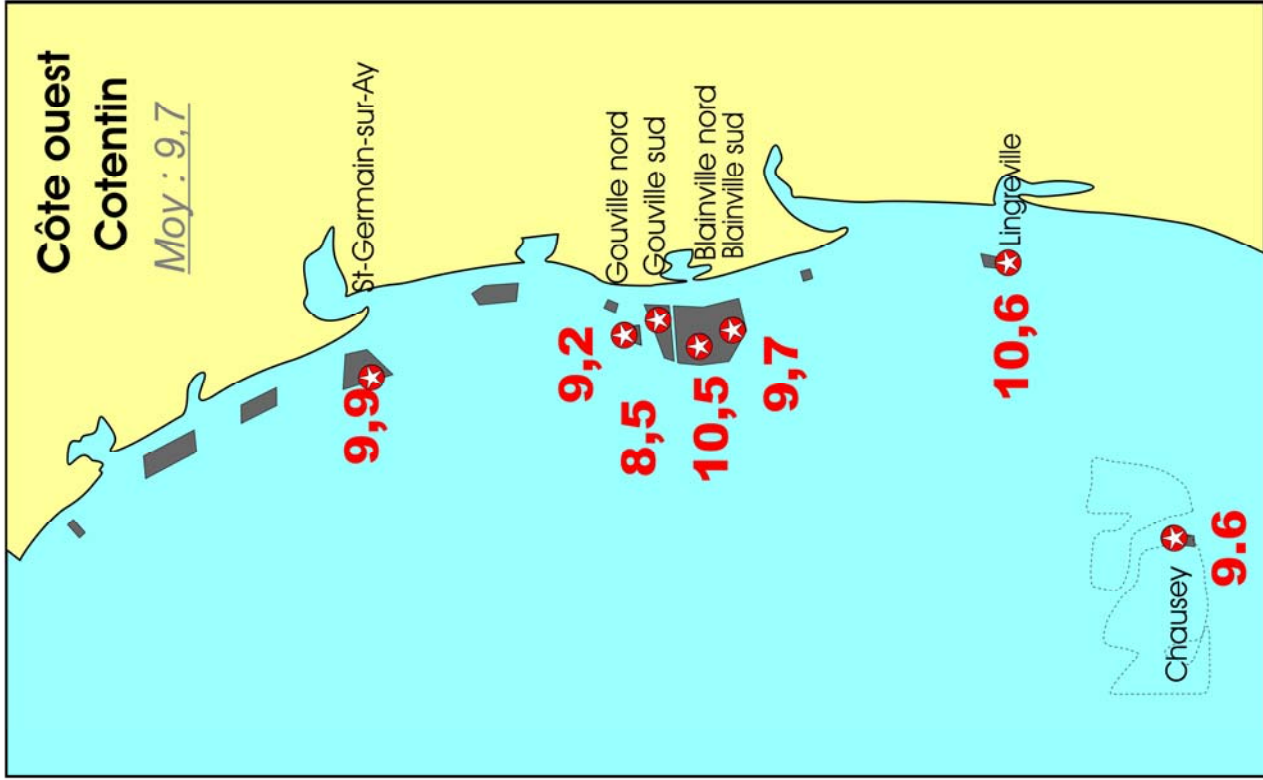 Côte ouest
Cotentin
Moy : 9,7
St-Germain-sur-Ay
9,9
Gouville nord
9,2
Gouville sud
8,5
Blainville nord
10,5
Blainville sud
9,7
Lingreville
10,6
Chausey
9.6